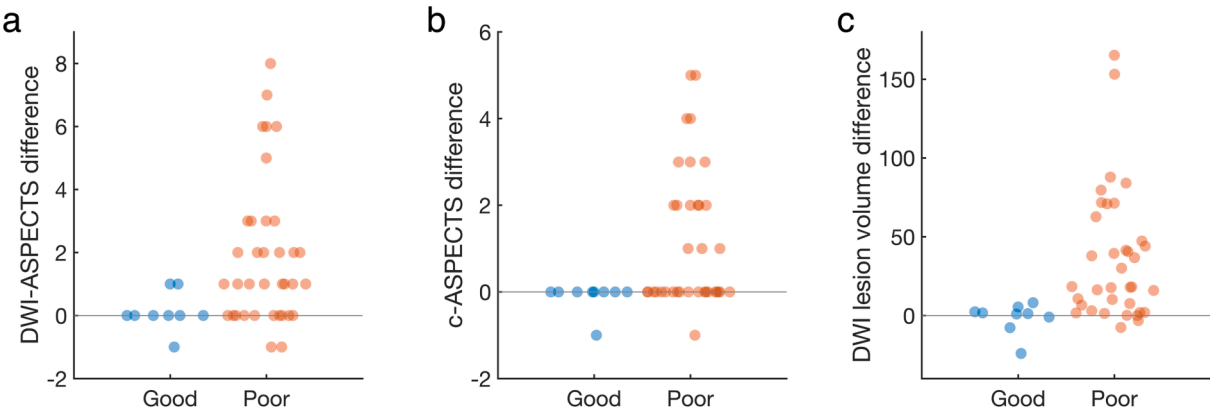 a
DWI-ASPECTS difference
8
6
4
2
0
-2
Good Poor
b
c-ASPECTS difference
6
4
2
0
-2
Good Poor
c
DWI lesion volume difference
150
100
50
0
Good Poor